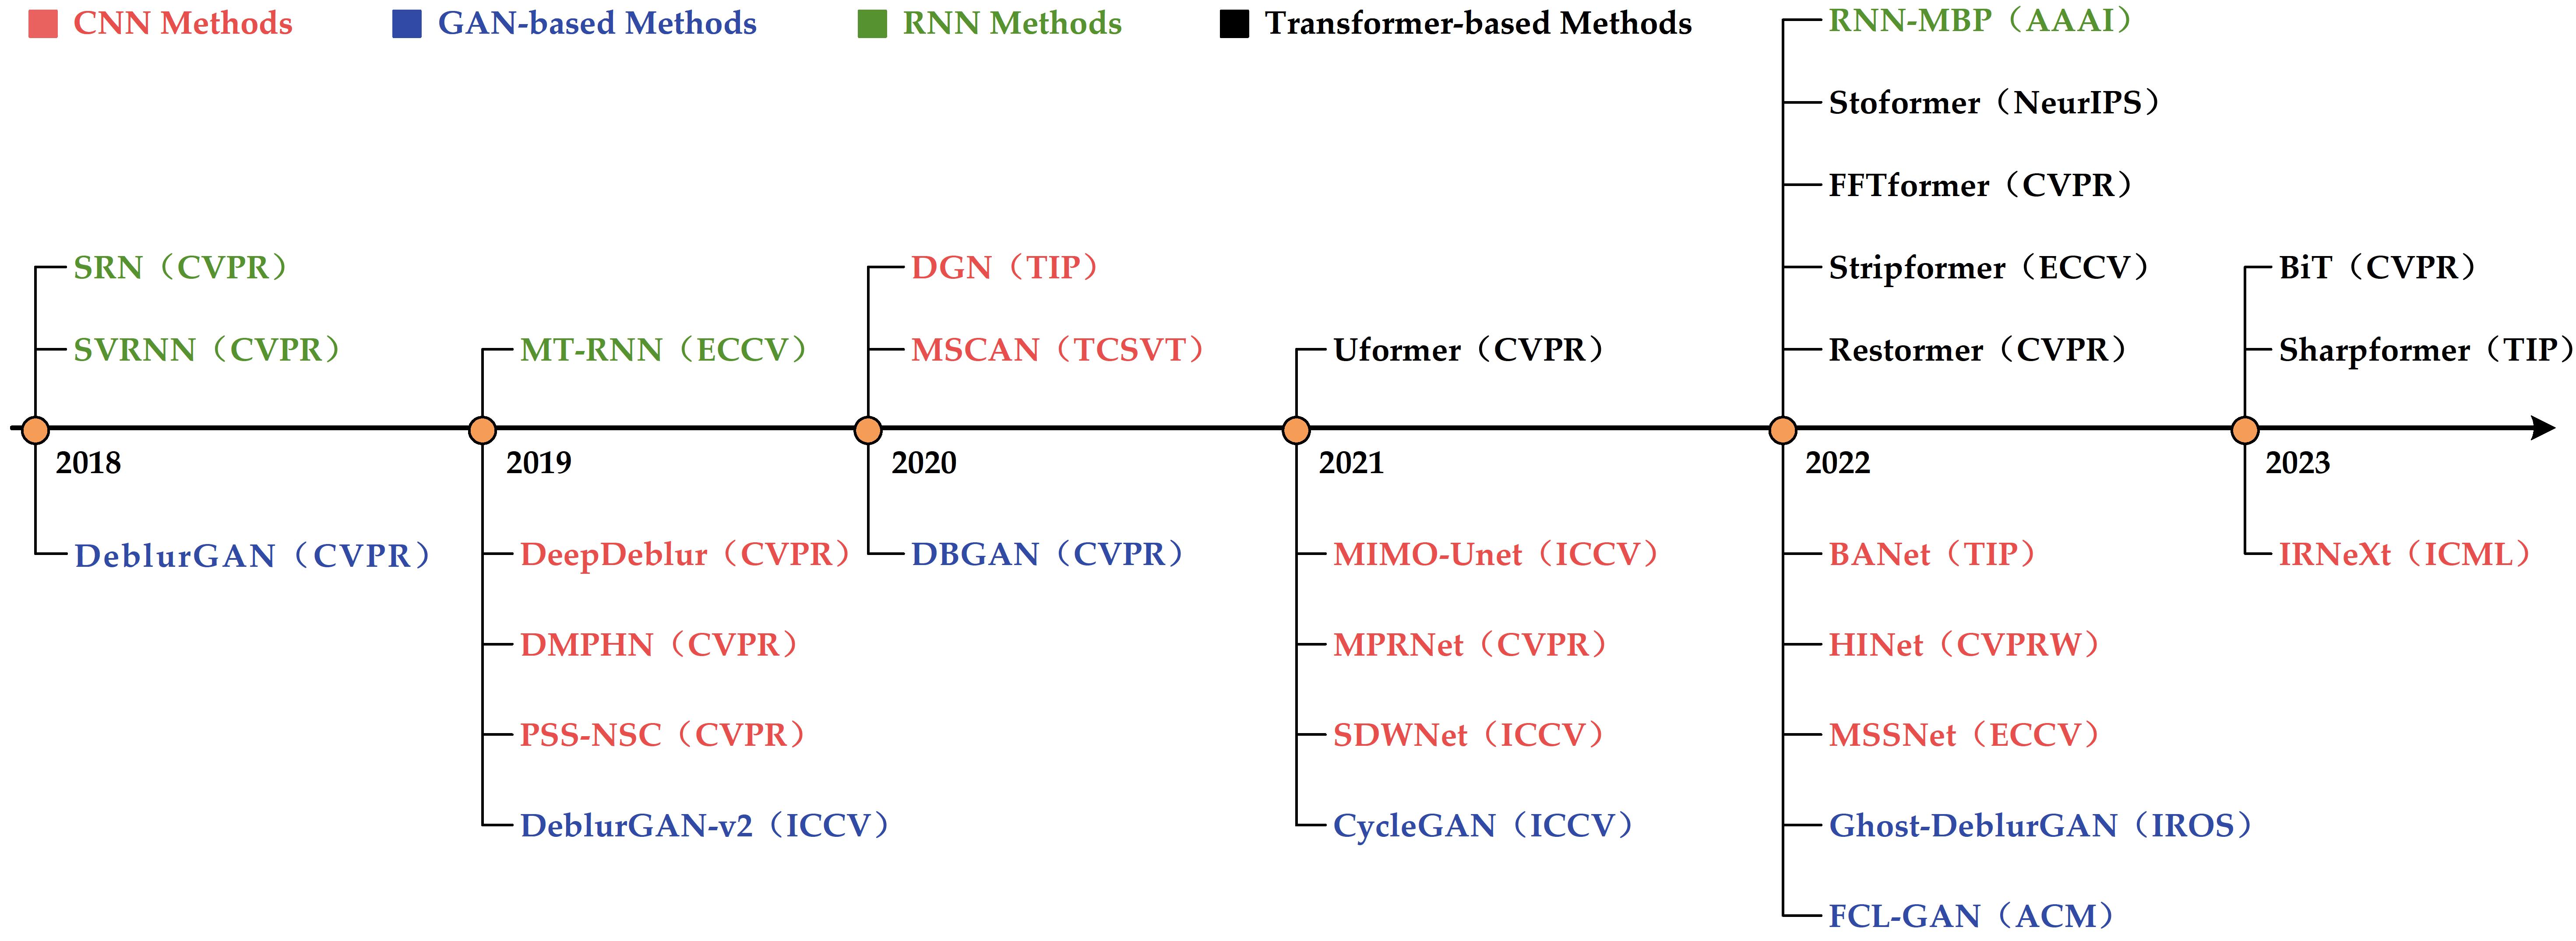 CNN Methods
GAN-based Methods
RNN Methods
Transformer-based Methods
SRN（CVPR）
SVRNN（CVPR）
2018
DeblurGAN（CVPR）
MT-RNN（ECCV）
2019
DeepDeblur（CVPR）
DMPHN（CVPR）
PSS-NSC（CVPR）
DeblurGAN-v2（ICCV）
DGN（TIP）
MSCAN（TCSVT）
2020
DBGAN（CVPR）
Uformer（CVPR）
2021
MIMO-Unet（ICCV）
MPRNet（CVPR）
SDWNet（ICCV）
CycleGAN（ICCV）
RNN-MBP（AAAI）
Stoformer（NeurIPS）
FFTformer（CVPR）
Stripformer（ECCV）
Restormer（CVPR）
2022
BANet（TIP）
HINet（CVPRW）
MSSNet（ECCV）
Ghost-DeblurGAN（IROS）
FCL-GAN（ACM）
BiT（CVPR）
Sharpformer（TIP）
2023
IRNeXt（ICML）